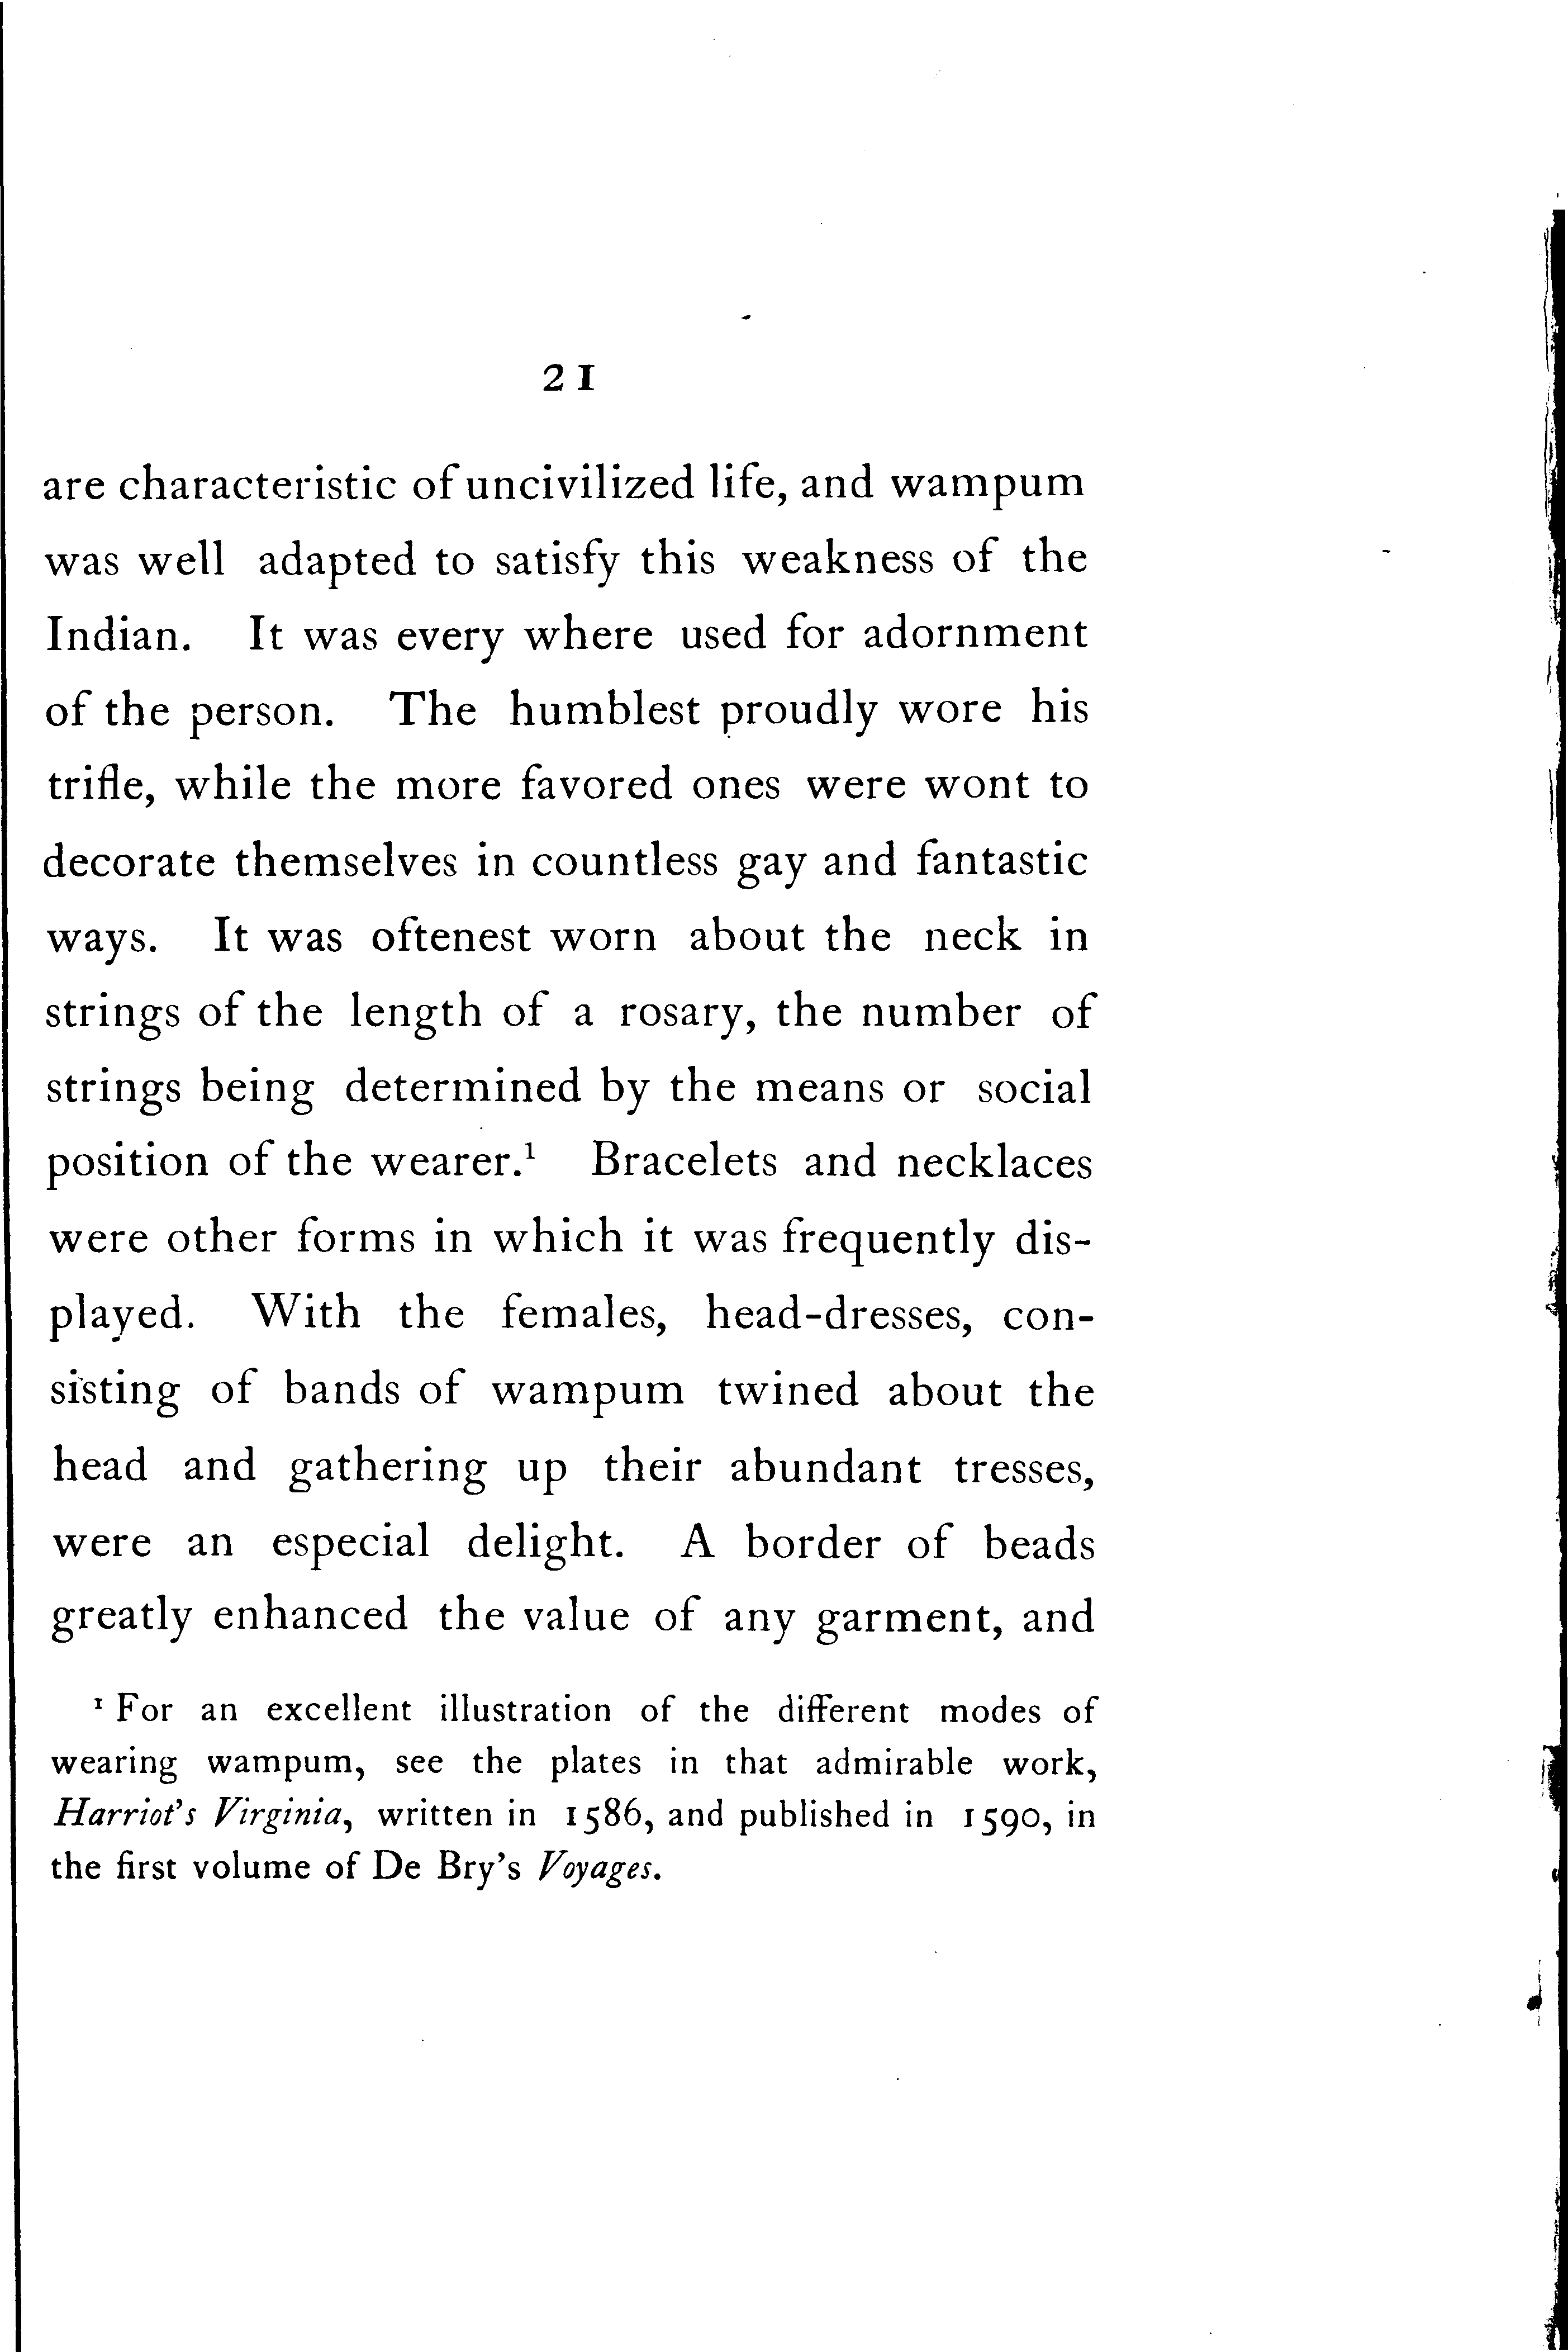 21
are characteristic of uncivilized life, and wampum
was well adapted to satisfy this weakness of the
Indian. It was every where used for adornment
of the person. The humblest proudly wore his
trifle, while the more favored ones were wont to
decorate themselves in countless gay and fantastic
ways. It was oftenest worn about the neck in
strings of the length of a rosary, the number of
strings being determined by the means or social
position of the wearer.¹ Bracelets and necklaces
were other forms in which it was frequently dis-
played. With the females, head-dresses, con-
sisting of bands of wampum twined about the
head and gathering up their abundant tresses,
were an especial delight. A border of beads
greatly enhanced the value of any garment, and
¹ For an excellent illustration of the different modes of
wearing wampum, see the plates in that admirable work,
Harriot's Virginia, written in 1586, and published in 1590, in
the first volume of De Bry's Voyages.